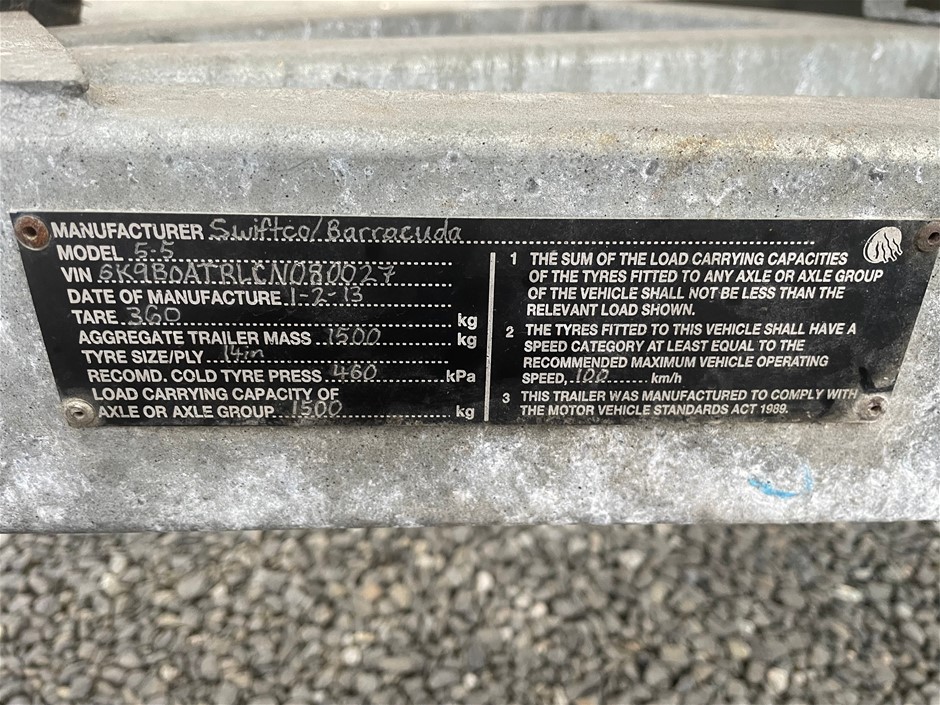 MANUFACTURER Swiftco/Barracuda
MODEL 5-5
VIN 6K9B0ATRLCN080027
DATE OF MANUFACTURE 1-2-13
TARE 360 kg
AGGREGATE TRAILER MASS 1500 kg
TYRE SIZE/PLY 14in
RECOMD. COLD TYRE PRESS 460 kPa
LOAD CARRYING CAPACITY OF
AXLE OR AXLE GROUP 1500 kg
1 THE SUM OF THE LOAD CARRYING CAPACITIES
OF THE TYRES FITTED TO ANY AXLE OR AXLE GROUP
OF THE VEHICLE SHALL NOT BE LESS THAN THE
RELEVANT LOAD SHOWN.
2 THE TYRES FITTED TO THIS VEHICLE SHALL HAVE A
SPEED CATEGORY AT LEAST EQUAL TO THE
RECOMMENDED MAXIMUM VEHICLE OPERATING
SPEED, 100 km/h
3 THIS TRAILER WAS MANUFACTURED TO COMPLY WITH
THE MOTOR VEHICLE STANDARDS ACT 1989.